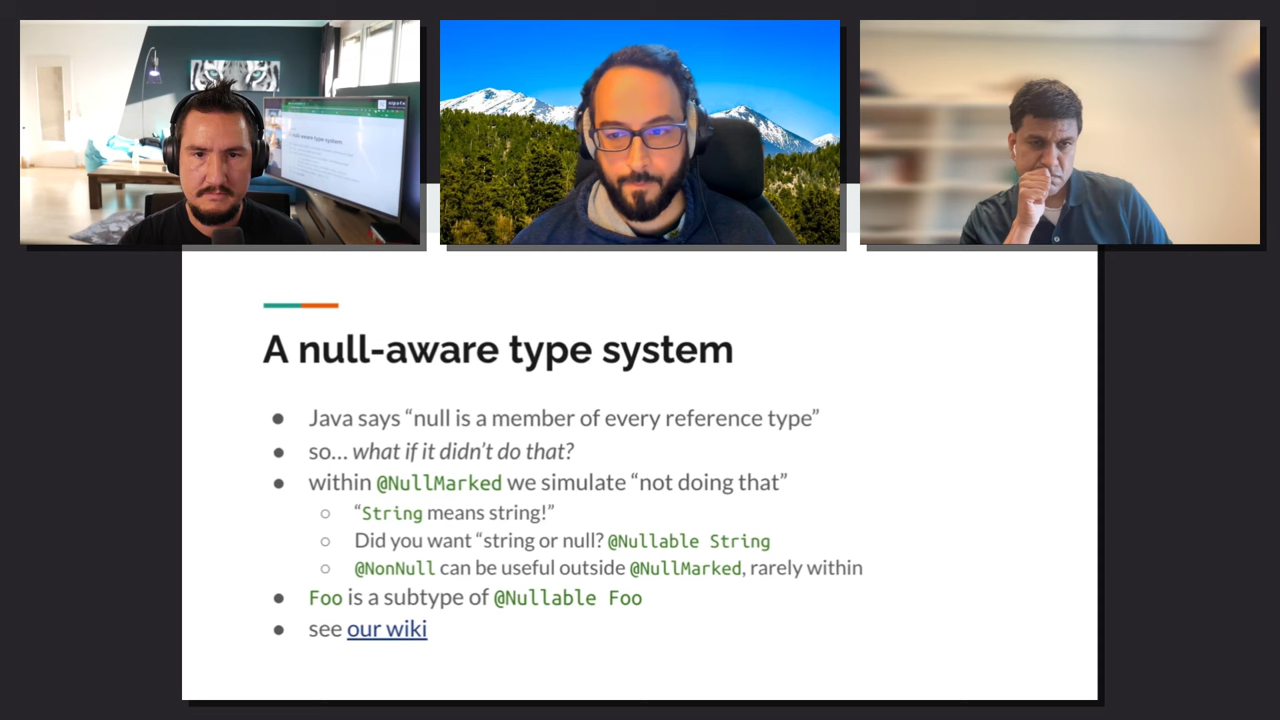 A null-aware type system
● Java says “null is a member of every reference type”
● so... what if it didn’t do that?
● within @NullMarked we simulate “not doing that”
○ “String means string!”
○ Did you want “string or null? @Nullable String
○ @NonNull can be useful outside @NullMarked, rarely within
● Foo is a subtype of @Nullable Foo
● see our wiki